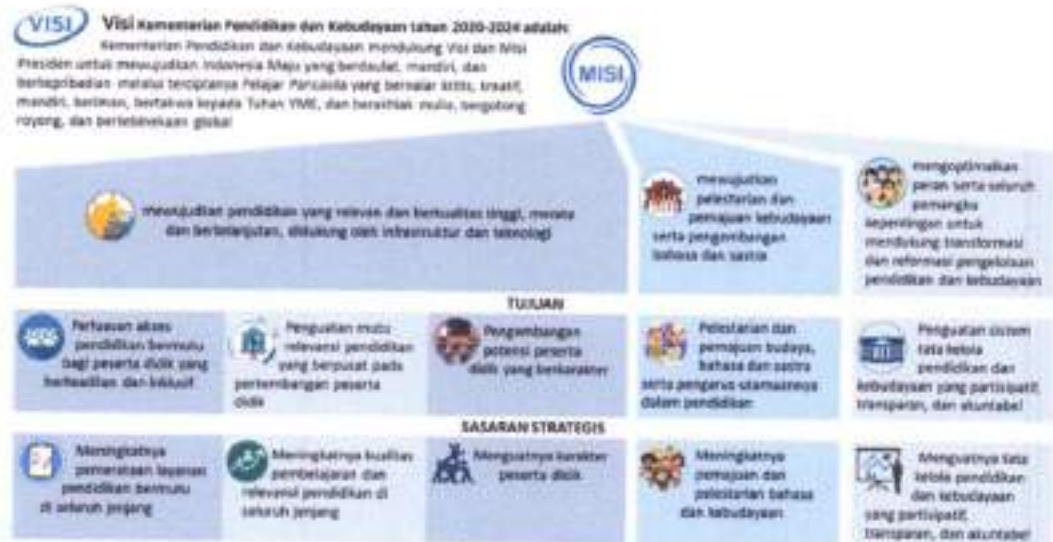 VISI
Visi Kementerian Pendidikan dan Kebudayaan tahun 2020-2024 adalah:
Kementerian Pendidikan dan Kebudayaan mendukung Visi dan Misi
Presiden untuk mewujudkan Indonesia Maju yang berdaulat, mandiri, dan
berkepribadian melalui terciptanya Pelajar Pancasila yang bernalar kritis, kreatif,
mandiri, beriman, bertakwa kepada Tuhan YME, dan berakhlak mulia, bergotong
royong, dan berkebinekaan global
MISI
mewujudkan pendidikan yang relevan dan berkualitas tinggi, merata
dan berkelanjutan, didukung oleh infrastruktur dan teknologi
mewujudkan
pelestarian dan
pemajuan kebudayaan
serta pengembangan
bahasa dan sastra
mengoptimalkan
peran serta seluruh
pemangku
kepentingan untuk
mendukung transformasi
dan reformasi pengelolaan
pendidikan dan kebudayaan
TUJUAN
Perluasan akses
pendidikan bermutu
bagi peserta didik yang
berkeadilan dan inklusif
Penguatan mutu
relevansi pendidikan
yang berpusat pada
perkembangan peserta
didik
Pengembangan
potensi peserta
didik yang berkarakter
Pelestarian dan
pemajuan budaya,
bahasa dan sastra
serta pengarus utamaannya
dalam pendidikan
Penguatan sistem
tata kelola
pendidikan dan
kebudayaan yang partisipatif,
transparan, dan akuntabel
SASARAN STRATEGIS
Meningkatnya
pemerataan layanan
pendidikan bermutu
di seluruh jenjang
Meningkatnya kualitas
pembelajaran dan
relevansi pendidikan di
seluruh jenjang
Menguatnya karakter
peserta didik
Meningkatnya
pemajuan dan
pelestarian bahasa
dan kebudayaan
Menguatnya tata
kelola pendidikan
dan kebudayaan
yang partisipatif,
transparan, dan akuntabel